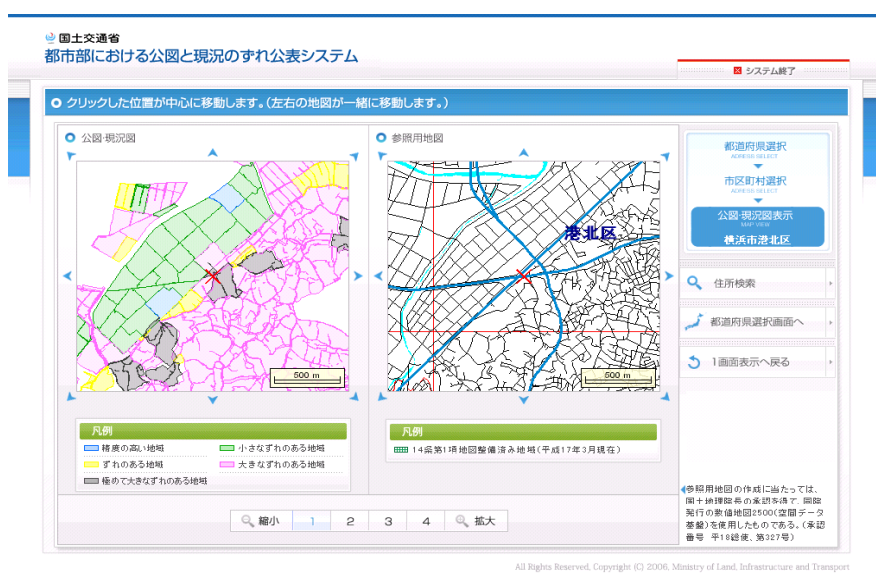 国土交通省
都市部における公図と現況のずれ公表システム
システム終了
クリックした位置が中心に移動します。(左右の地図が一緒に移動します。)
公図·現況図
参照用地図
港北区
500 m
500 m
凡例
精度の高い地域
小さなずれのある地域
ずれのある地域
大きなずれのある地域
極めて大きなずれのある地域
凡例
14条第1項地図整備済み地域(平成17年3月現在)
縮小
1
2
3
4
拡大
都道府県選択
ADRESS SELECT
市区町村選択
ADRESS SELECT
公図·現況図表示
MAP VIEW
横浜市港北区
住所検索
都道府県選択画面へ
1画面表示へ戻る
参照用地図の作成に当たっては、
国土地理院長の承認を得て、同院
発行の数値地図2500(空間データ
基盤)を使用したものである。(承認
番号 平18総使、第327号)
All Rights Reserved, Copyright (C) 2006, Ministry of Land, Infrastructure and Transport